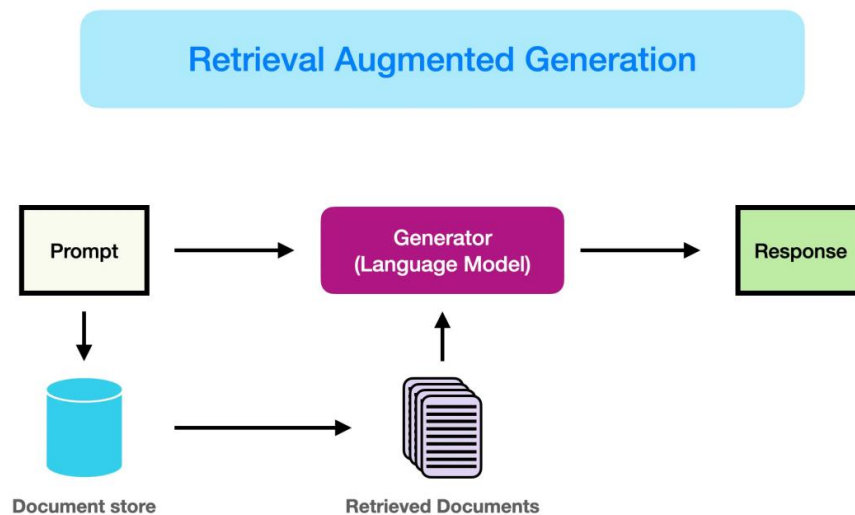 Retrieval Augmented Generation
Prompt
Generator
(Language Model)
Response
Document store
Retrieved Documents